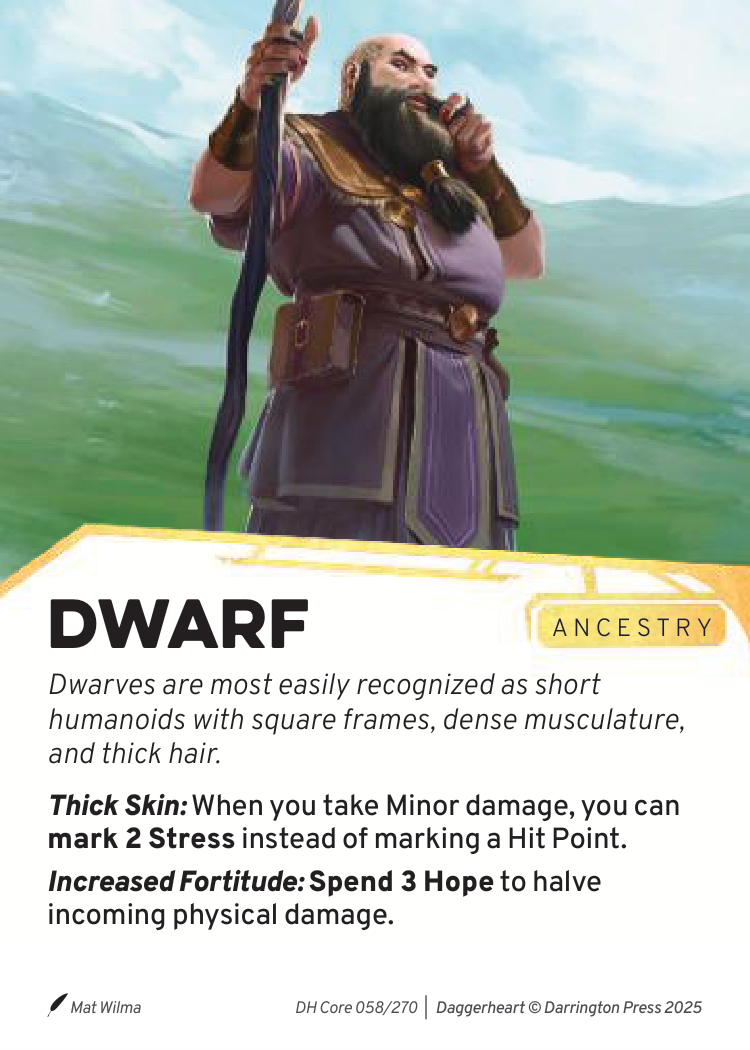 DWARF
ANCESTRY
Dwarves are most easily recognized as short
humanoids with square frames, dense musculature,
and thick hair.
Thick Skin: When you take Minor damage, you can
mark 2 Stress instead of marking a Hit Point.
Increased Fortitude: Spend 3 Hope to halve
incoming physical damage.
Mat Wilma
DH Core 058/270 | Daggerheart © Darrington Press 2025